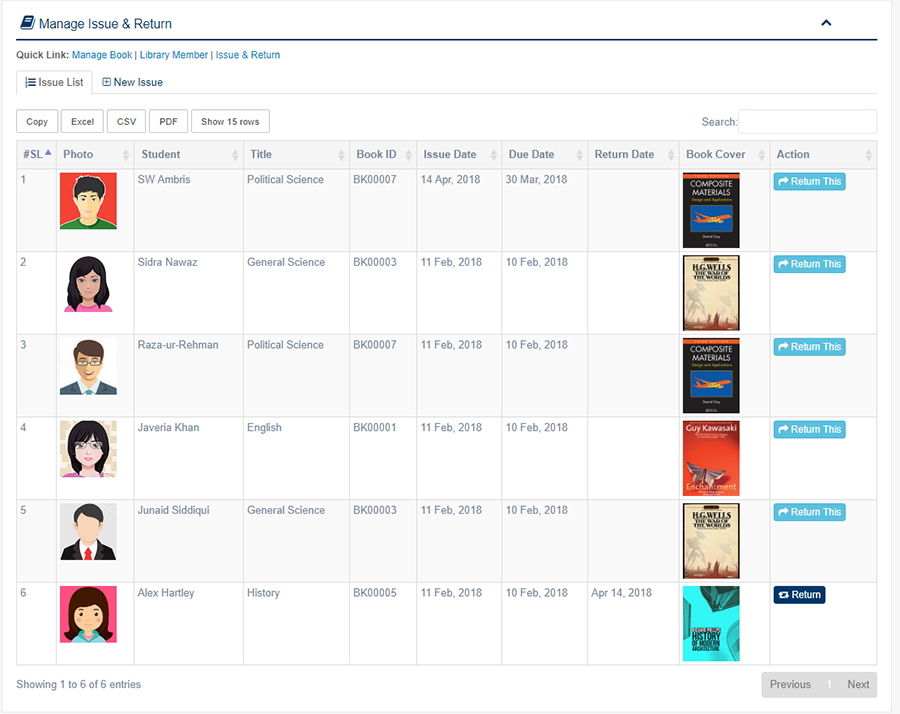 Manage Issue & Return
Quick Link: Manage Book | Library Member | Issue & Return
Issue List New Issue
Copy Excel CSV PDF Show 15 rows Search:
#SL Photo Student Title Book ID Issue Date Due Date Return Date Book Cover Action
1 SW Ambris Political Science BK00007 14 Apr, 2018 30 Mar, 2018 Return This
COMPOSITE
MATERIALS
Design and Applications
2 Sidra Nawaz General Science BK00003 11 Feb, 2018 10 Feb, 2018 Return This
H.G.WELLS
THE WAR OF
THE WORLDS
3 Raza-ur-Rehman Political Science BK00007 11 Feb, 2018 10 Feb, 2018 Return This
COMPOSITE
MATERIALS
Design and Applications
4 Javeria Khan English BK00001 11 Feb, 2018 10 Feb, 2018 Return This
Guy Kawasaki
Enchantment
5 Junaid Siddiqui General Science BK00003 11 Feb, 2018 10 Feb, 2018 Return This
H.G.WELLS
THE WAR OF
THE WORLDS
6 Alex Hartley History BK00005 11 Feb, 2018 10 Feb, 2018 Apr 14, 2018 Return
HISTORY
OF MODERN
ARCHITECTURE
Showing 1 to 6 of 6 entries Previous 1 Next